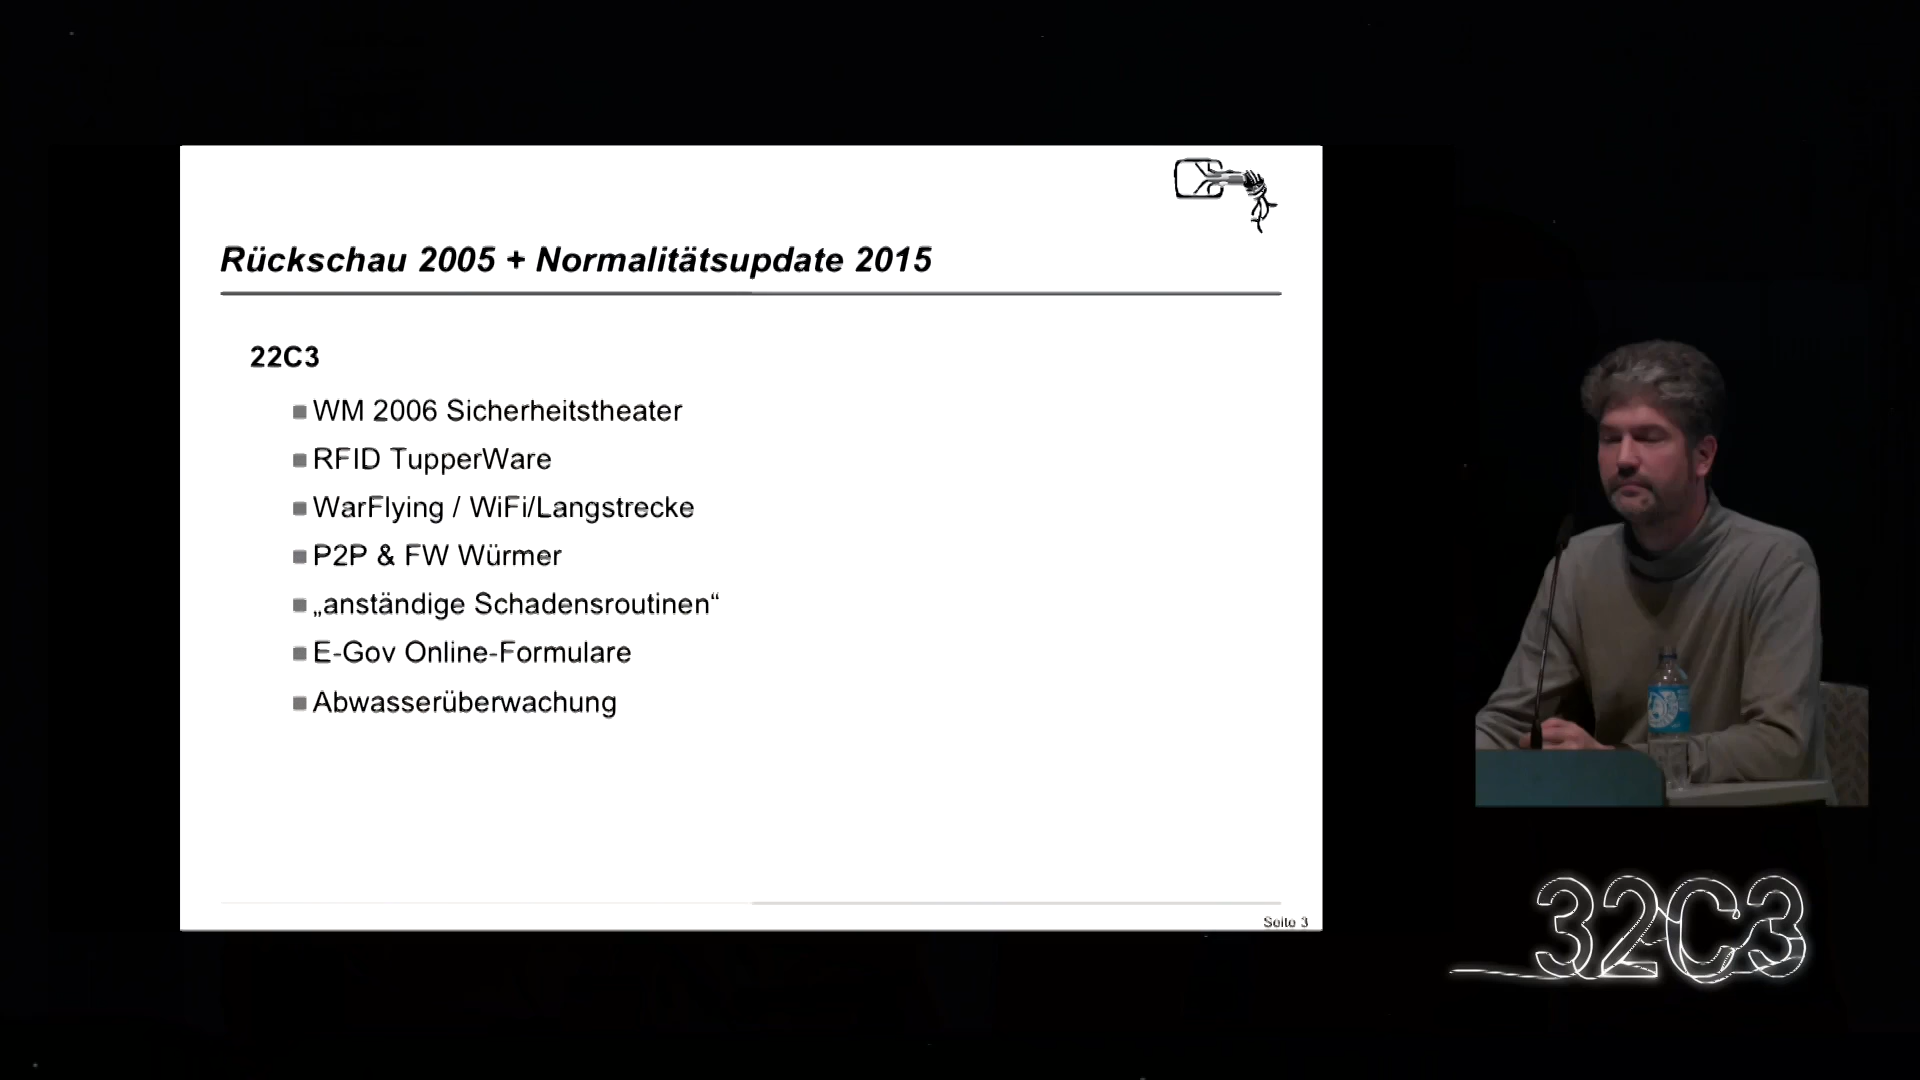 Rückschau 2005 + Normalitätsupdate 2015
22C3
WM 2006 Sicherheitstheater
RFID TupperWare
WarFlying / WiFi/Langstrecke
P2P & FW Würmer
„anständige Schadensroutinen“
E-Gov Online-Formulare
Abwasserüberwachung
Seite 3
32C3